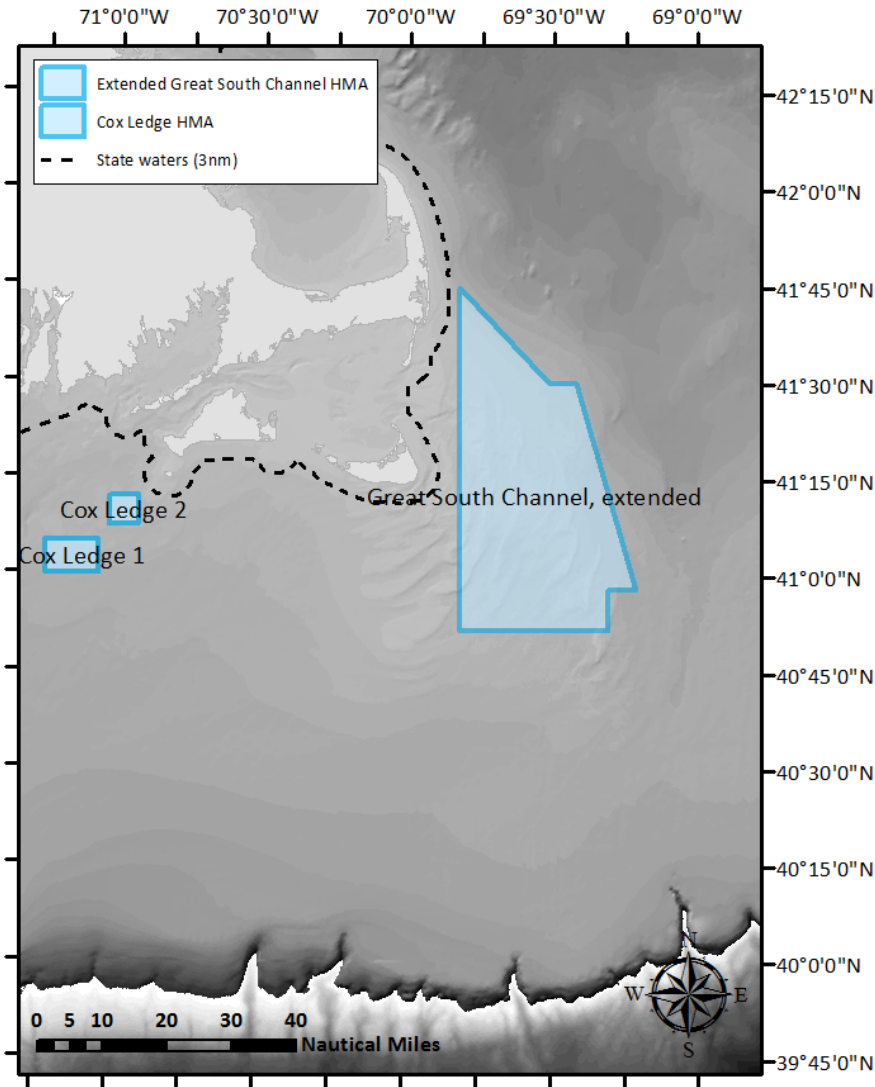 71°0'0"W 70°30'0"W 70°0'0"W 69°30'0"W 69°0'0"W
Extended Great South Channel HMA
Cox Ledge HMA
State waters (3nm)
42°15'0"N
42°0'0"N
41°45'0"N
41°30'0"N
41°15'0"N
Great South Channel, extended
Cox Ledge 2
Cox Ledge 1
41°0'0"N
40°45'0"N
40°30'0"N
40°15'0"N
40°0'0"N
N
W E
S
0 5 10 20 30 40
Nautical Miles
39°45'0"N